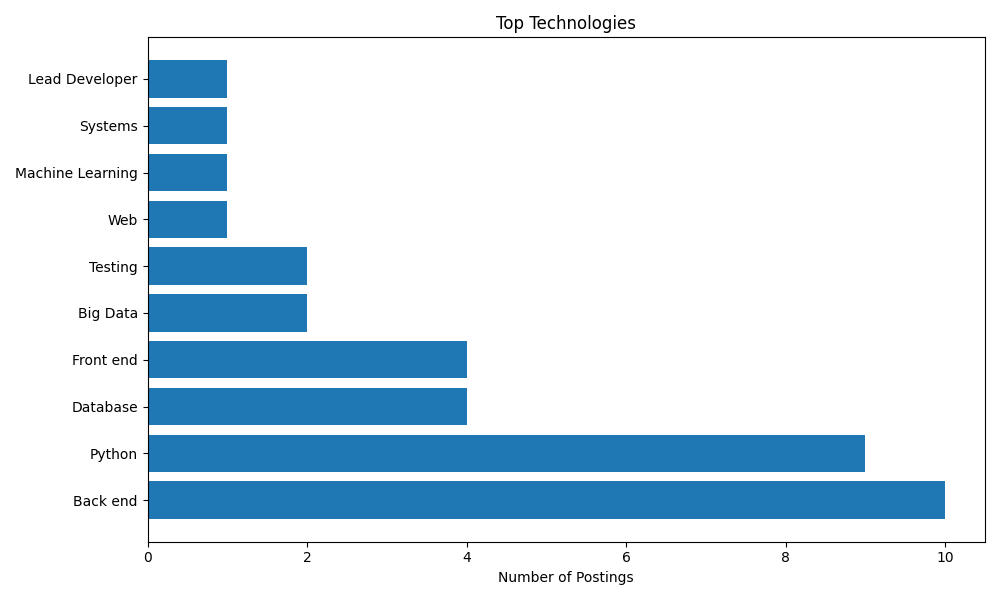 Top Technologies
Lead Developer
Systems
Machine Learning
Web
Testing
Big Data
Front end
Database
Python
Back end
0 2 4 6 8 10
Number of Postings